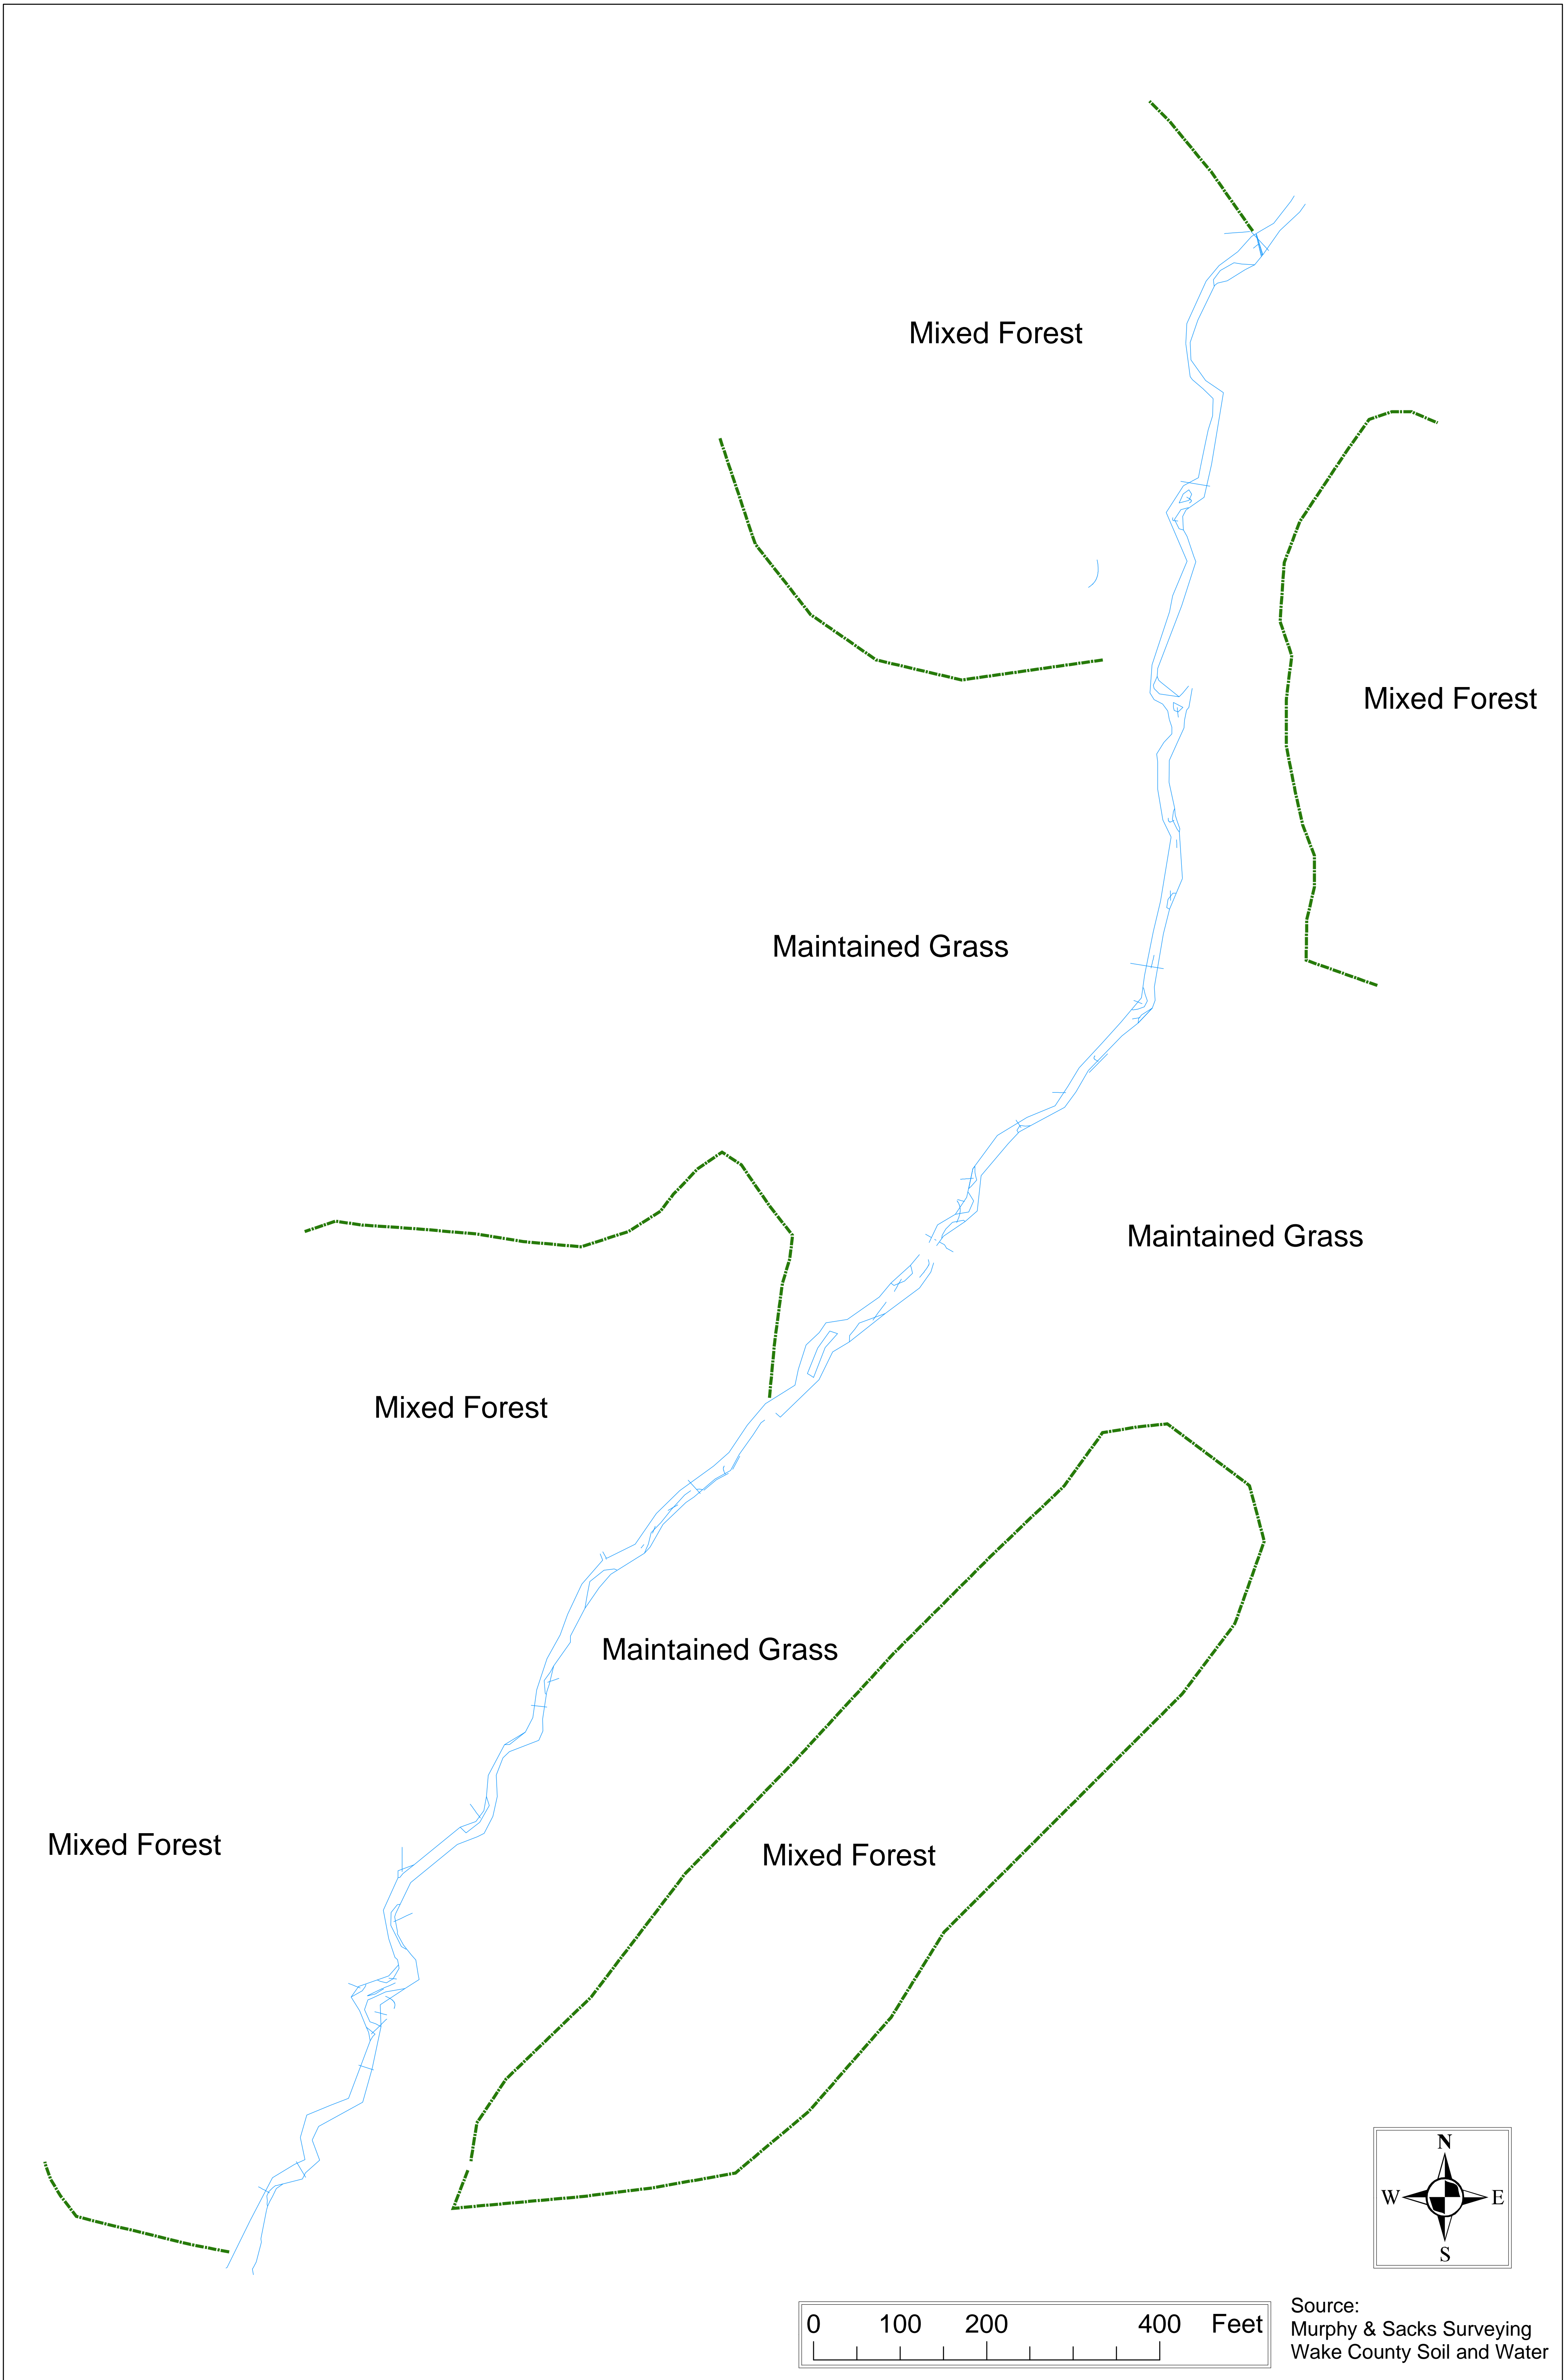 Mixed Forest
Mixed Forest
Maintained Grass
Maintained Grass
Mixed Forest
Maintained Grass
Mixed Forest
Mixed Forest
N
W E
S
0 100 200 400 Feet
Source:
Murphy & Sacks Surveying
Wake County Soil and Water